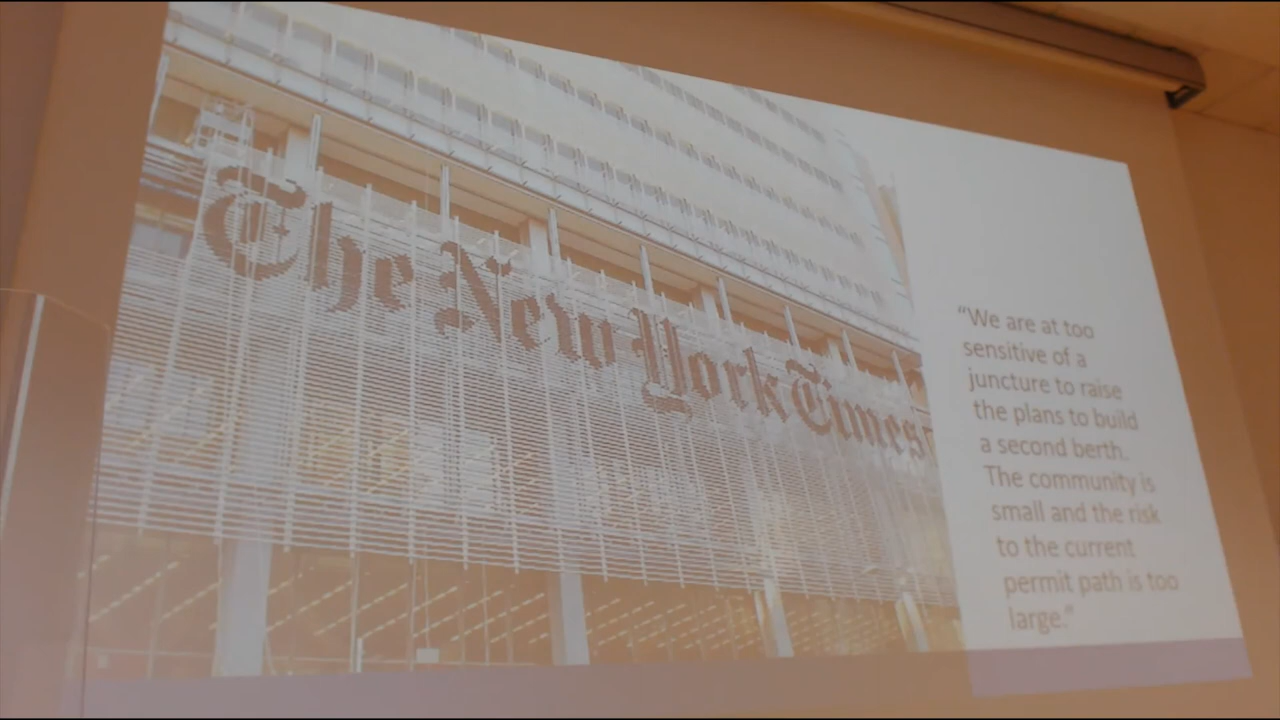 The New York Times
“We are at too
sensitive of a
juncture to raise
the plans to build
a second berth.
The community is
small and the risk
to the current
permit path is too
large.”